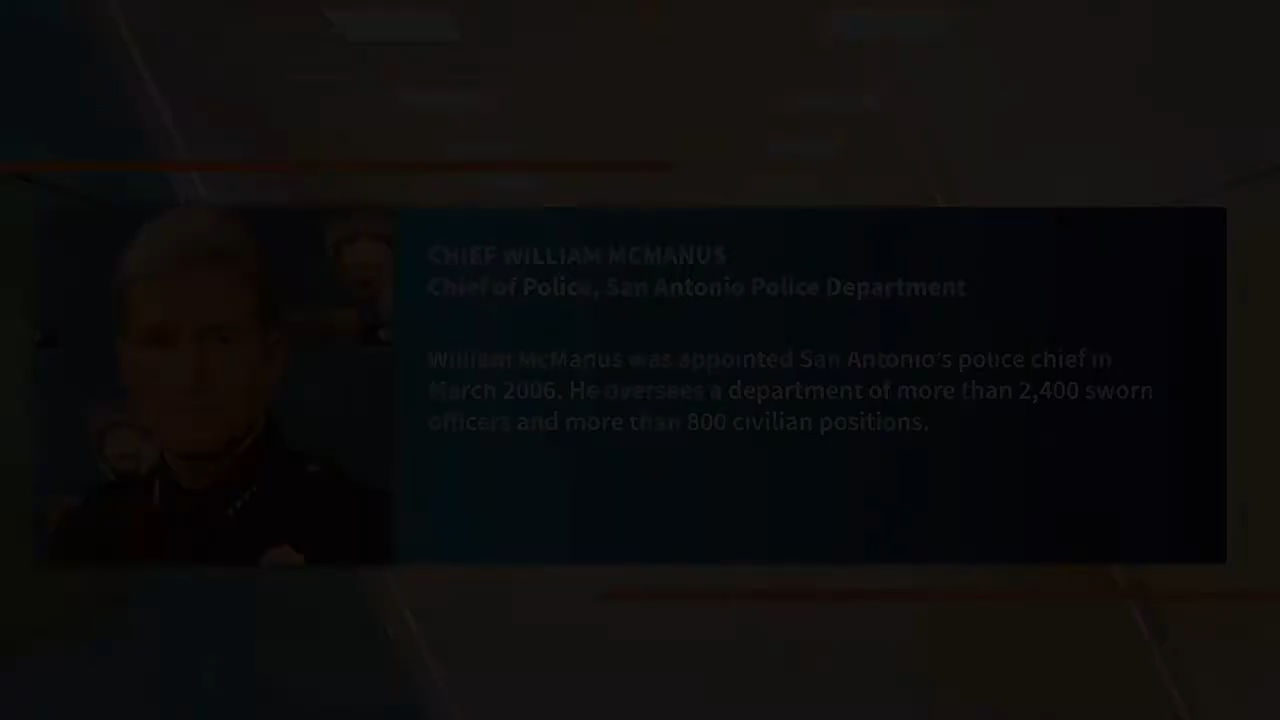 CHIEF WILLIAM MCMANUS
Chief of Police, San Antonio Police Department
William McManus was appointed San Antonio's police chief in
March 2006. He oversees a department of more than 2,400 sworn
officers and more than 800 civilian positions.